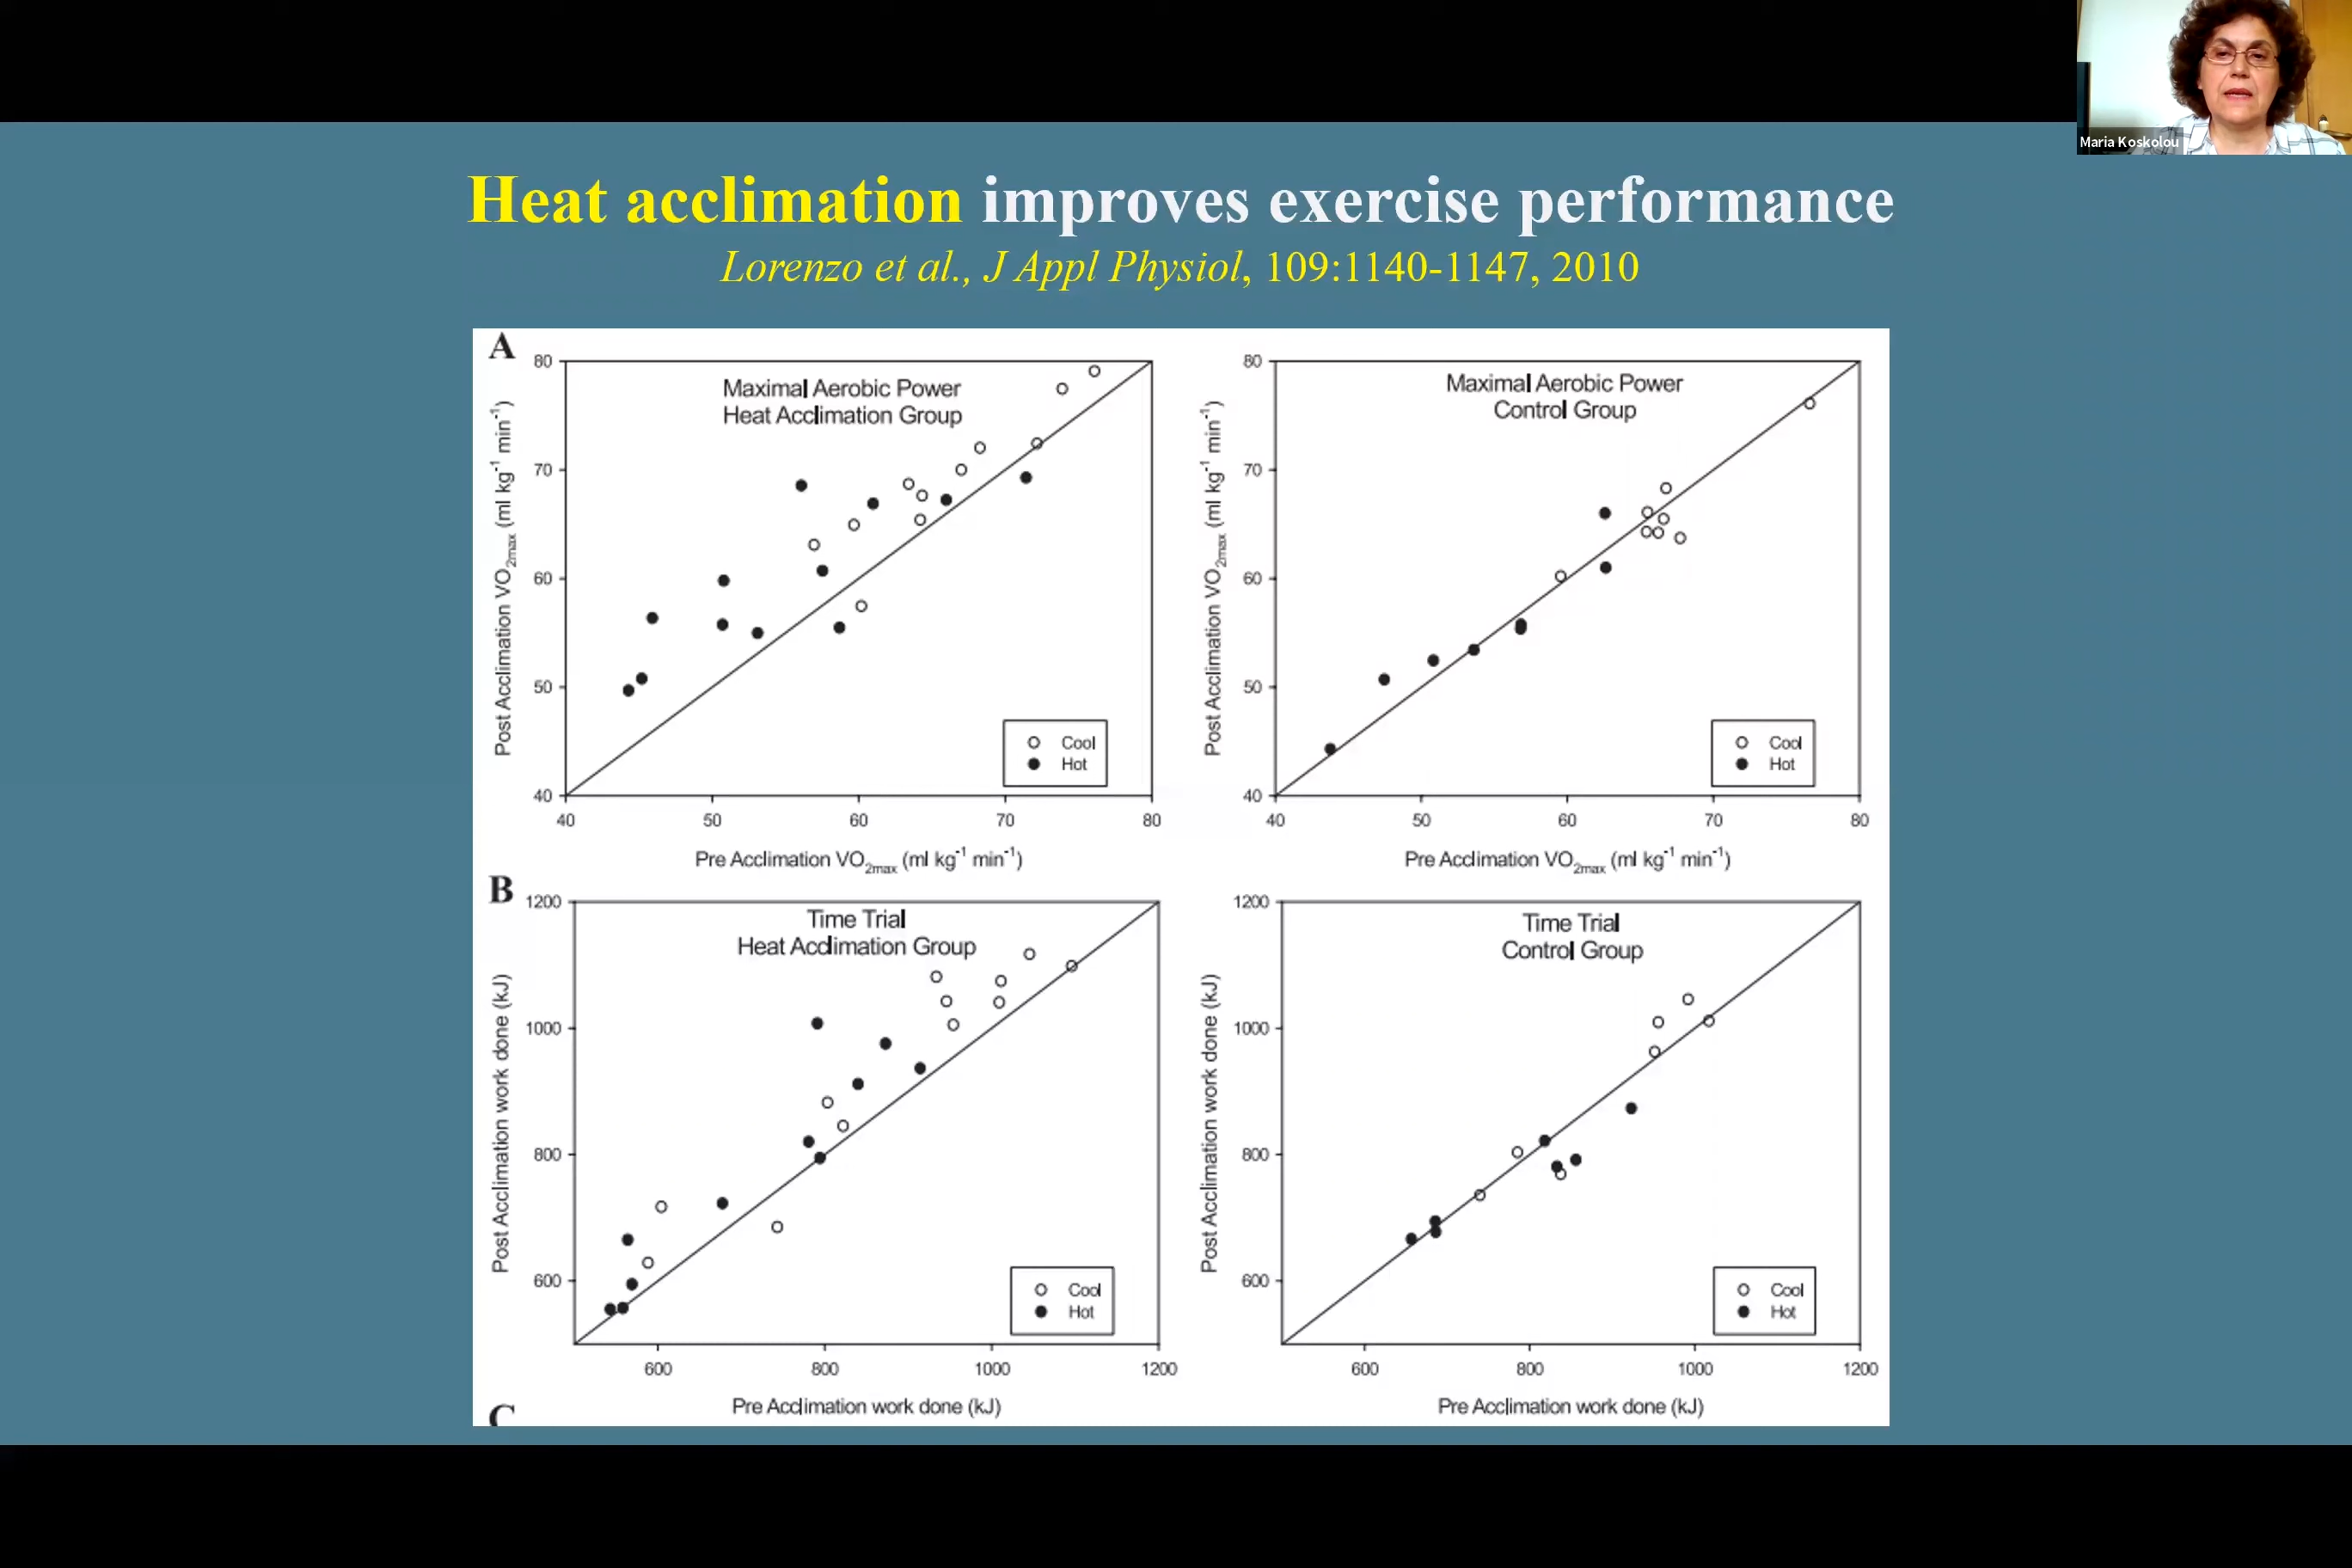 Maria Koskolou
Heat acclimation improves exercise performance
Lorenzo et al., J Appl Physiol, 109:1140-1147, 2010
A
Maximal Aerobic Power
Heat Acclimation Group
Post Acclimation VO2max (ml kg-1 min-1)
80
70
60
50
40
40 50 60 70 80
Cool
Hot
Pre Acclimation VO2max (ml kg-1 min-1)
Maximal Aerobic Power
Control Group
Post Acclimation VO2max (ml kg-1 min-1)
80
70
60
50
40
40 50 60 70 80
Cool
Hot
Pre Acclimation VO2max (ml kg-1 min-1)
B
Time Trial
Heat Acclimation Group
Post Acclimation work done (kJ)
1200
1000
800
600
600 800 1000 1200
Cool
Hot
Pre Acclimation work done (kJ)
Time Trial
Control Group
Post Acclimation work done (kJ)
1200
1000
800
600
600 800 1000 1200
Cool
Hot
Pre Acclimation work done (kJ)
C